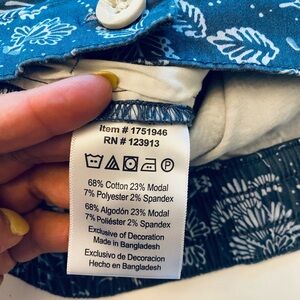 Item # 1751946
RN # 123913
68% Cotton 23% Modal
7% Polyester 2% Spandex
68% Algodón 23% Modal
7% Poliéster 2% Spandex
Exclusive of Decoration
Made in Bangladesh
Exclusivo de Decoracion
Hecho en Bangladesh